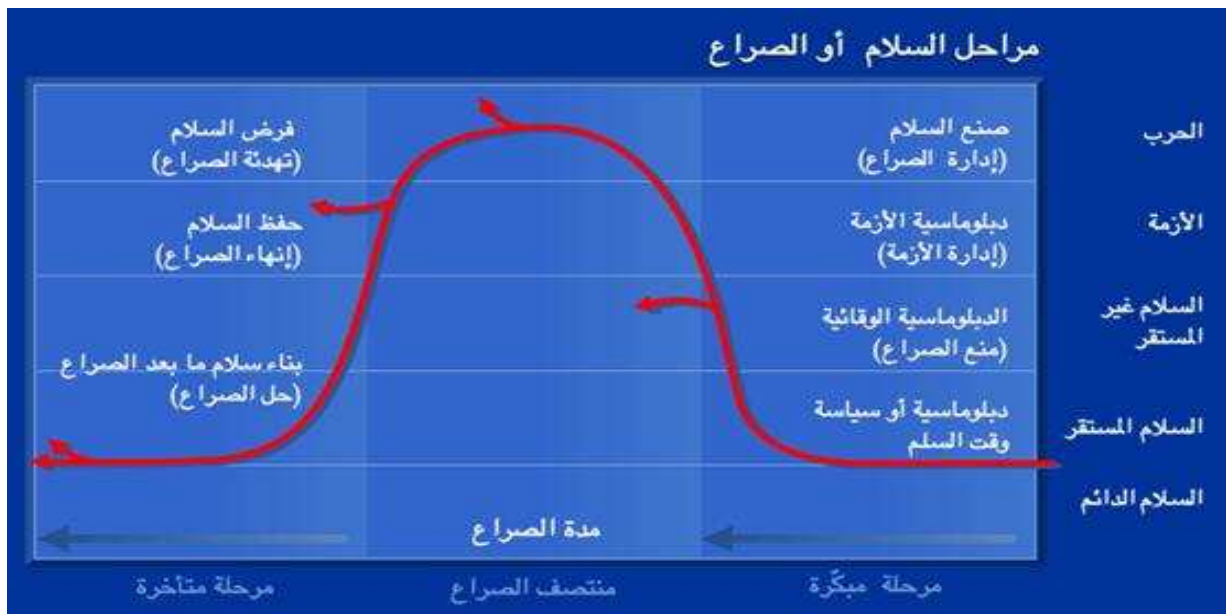 مراحل السلام أو الصراع
الحرب
صنع السلام
(إدارة الصراع)
فرض السلام
(تهدئة الصراع)
الأزمة
دبلوماسية الأزمة
(إدارة الأزمة)
حفظ السلام
(إنهاء الصراع)
السلام غير
المستقر
الدبلوماسية الوقائية
(منع الصراع)
بناء سلام ما بعد الصراع
(حل الصراع)
السلام المستقر
دبلوماسية أو سياسة
وقت السلم
السلام الدائم
مدة الصراع
مرحلة مبكّرة
منتصف الصراع
مرحلة متأخرة